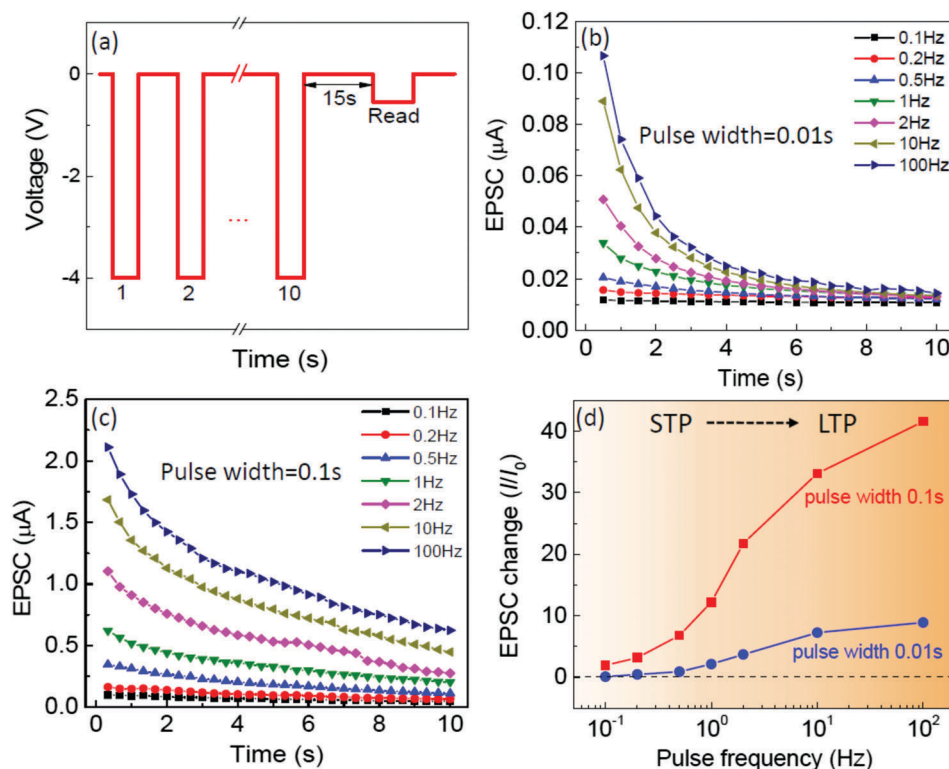 (a)
0
-2
-4
Voltage (V)
1
2
...
10
15s
Read
Time (s)
(b)
0.12
0.10
0.08
0.06
0.04
0.02
0.00
EPSC (μA)
Pulse width=0.01s
0.1Hz
0.2Hz
0.5Hz
1Hz
2Hz
10Hz
100Hz
0 2 4 6 8 10
Time (s)
(c)
2.5
2.0
1.5
1.0
0.5
0.0
EPSC (μA)
Pulse width=0.1s
0.1Hz
0.2Hz
0.5Hz
1Hz
2Hz
10Hz
100Hz
0 2 4 6 8 10
Time (s)
(d)
STP LTP
40
30
20
10
0
EPSC change (I/I₀)
pulse width 0.1s
pulse width 0.01s
10⁻¹ 10⁰ 10¹ 10²
Pulse frequency (Hz)